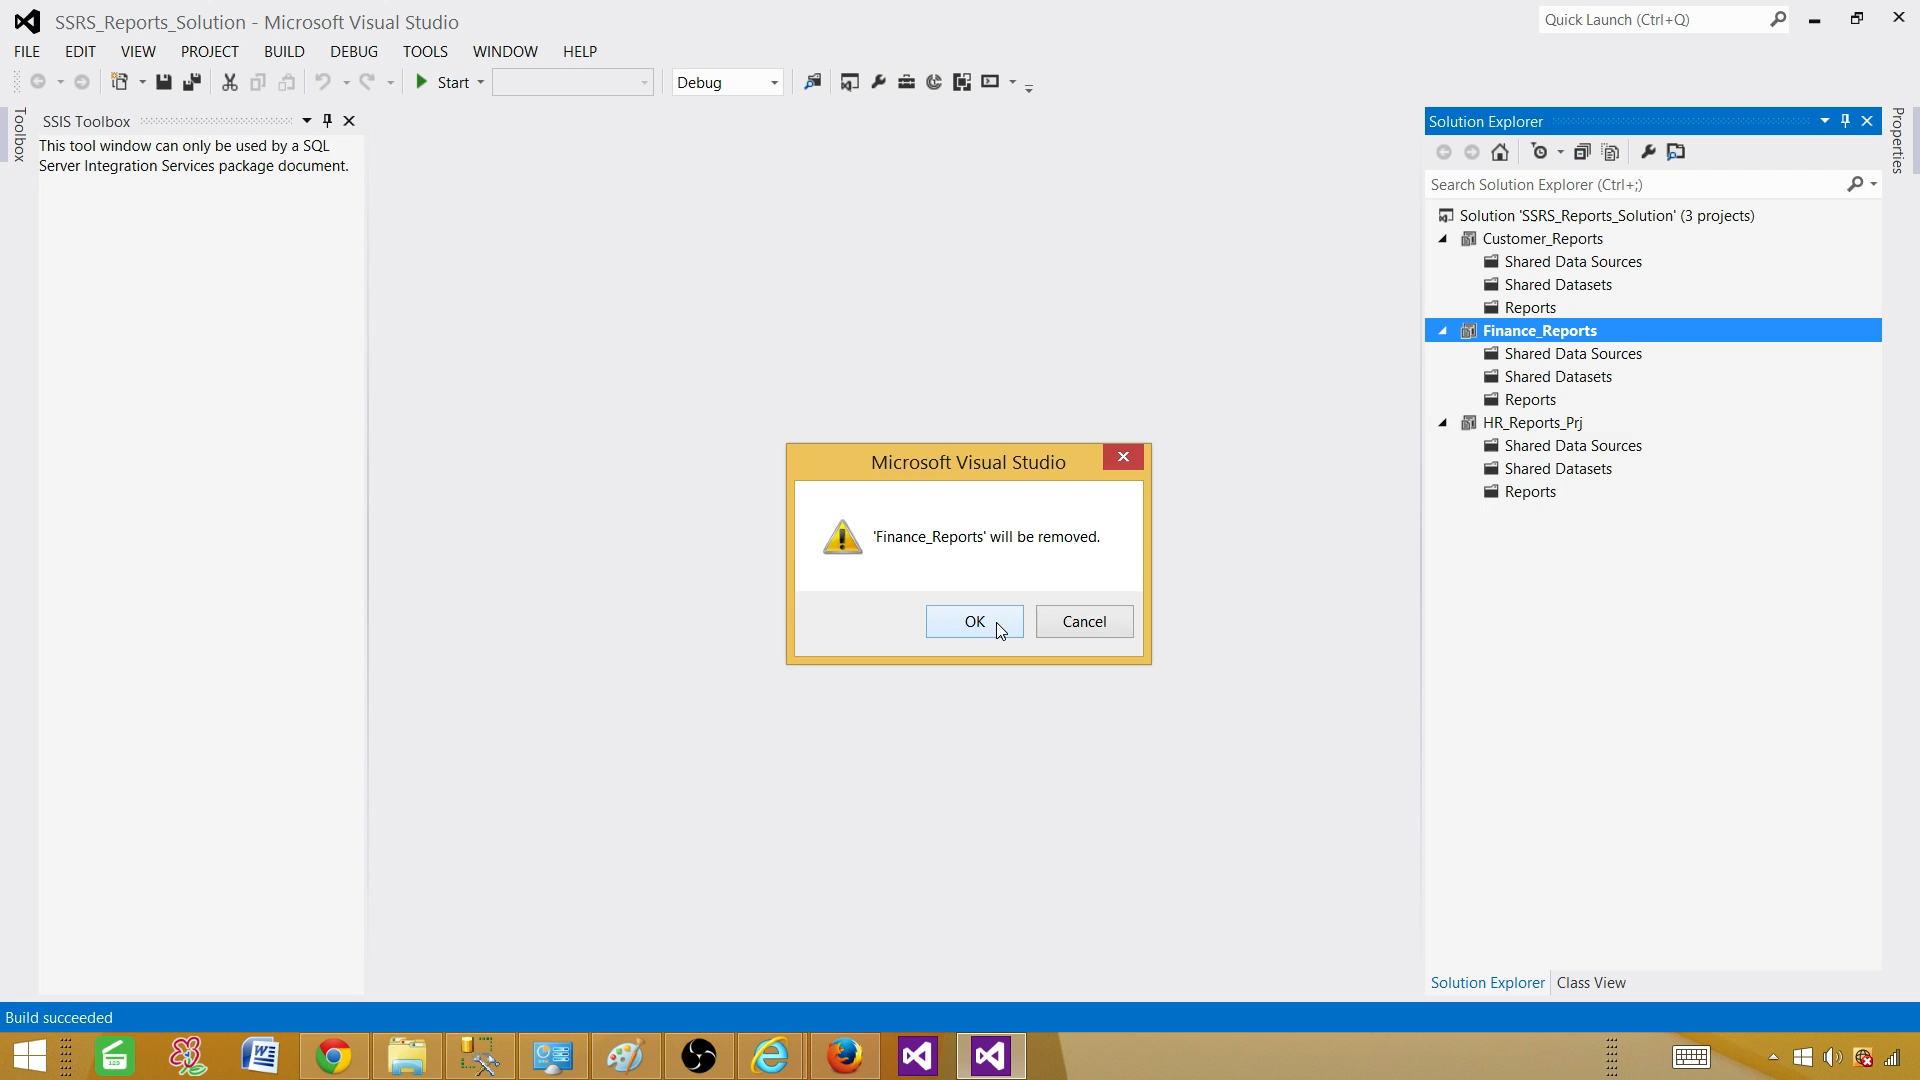 SSRS_Reports_Solution - Microsoft Visual Studio
Quick Launch (Ctrl+Q)
FILE EDIT VIEW PROJECT BUILD DEBUG TOOLS WINDOW HELP
Start
Debug
Toolbox
SSIS Toolbox
This tool window can only be used by a SQL
Server Integration Services package document.
Solution Explorer
Properties
Search Solution Explorer (Ctrl+;)
Solution 'SSRS_Reports_Solution' (3 projects)
Customer_Reports
Shared Data Sources
Shared Datasets
Reports
Finance_Reports
Shared Data Sources
Shared Datasets
Reports
HR_Reports_Prj
Shared Data Sources
Shared Datasets
Reports
Microsoft Visual Studio
'Finance_Reports' will be removed.
OK Cancel
Solution Explorer Class View
Build succeeded